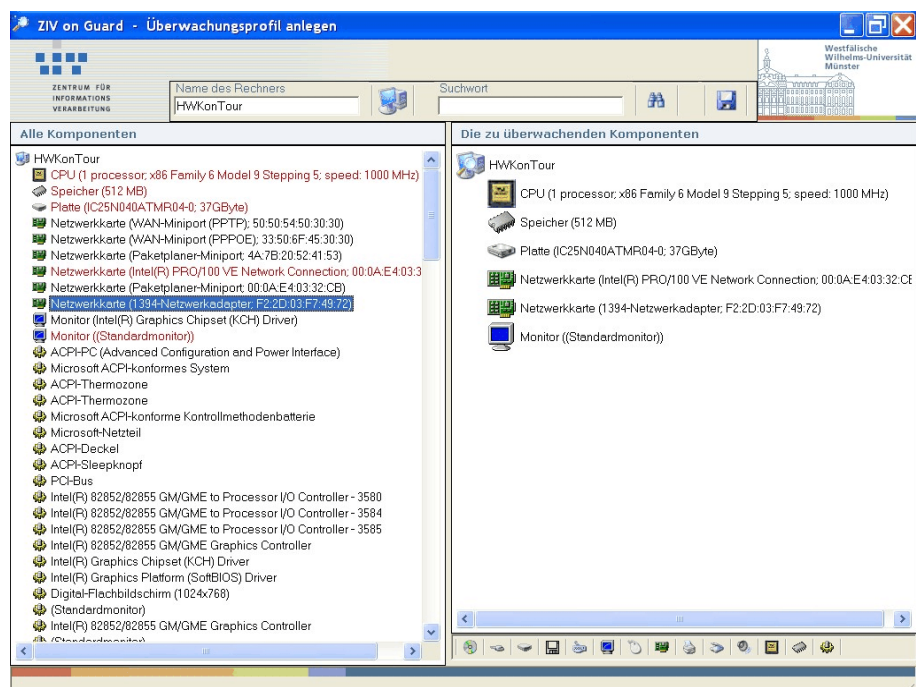 ZIV on Guard - Überwachungsprofil anlegen
ZENTRUM FÜR
INFORMATIONS
VERARBEITUNG
Name des Rechners
HWKonTour
Suchwort
Westfälische
Wilhelms-Universität
Münster
Alle Komponenten
HWKonTour
CPU (1 processor; x86 Family 6 Model 9 Stepping 5; speed: 1000 MHz)
Speicher (512 MB)
Platte (IC25N040ATMR04-0; 37GByte)
Netzwerkkarte (WAN-Miniport (PPTP); 50:50:54:50:30:30)
Netzwerkkarte (WAN-Miniport (PPPOE); 33:50:6F:45:30:30)
Netzwerkkarte (Paketplaner-Miniport; 4A:7B:20:52:41:53)
Netzwerkkarte (Intel(R) PRO/100 VE Network Connection; 00:0A:E4:03:3
Netzwerkkarte (Paketplaner-Miniport; 00:0A:E4:03:32:CB)
Netzwerkkarte (1394-Netzwerkadapter; F2:2D:03:F7:49:72)
Monitor (Intel(R) Graphics Chipset (KCH) Driver)
Monitor ((Standardmonitor))
ACPI-PC (Advanced Configuration and Power Interface)
Microsoft ACPI-konformes System
ACPI-Thermozone
ACPI-Thermozone
Microsoft ACPI-konforme Kontrollmethodenbatterie
Microsoft-Netzteil
ACPI-Deckel
ACPI-Sleepknopf
PCI-Bus
Intel(R) 82852/82855 GM/GME to Processor I/O Controller - 3580
Intel(R) 82852/82855 GM/GME to Processor I/O Controller - 3584
Intel(R) 82852/82855 GM/GME to Processor I/O Controller - 3585
Intel(R) 82852/82855 GM/GME Graphics Controller
Intel(R) Graphics Chipset (KCH) Driver
Intel(R) Graphics Platform (SoftBIOS) Driver
Digital-Flachbildschirm (1024x768)
(Standardmonitor)
Intel(R) 82852/82855 GM/GME Graphics Controller
(Standardmonitor)
Die zu überwachenden Komponenten
HWKonTour
CPU (1 processor; x86 Family 6 Model 9 Stepping 5; speed: 1000 MHz)
Speicher (512 MB)
Platte (IC25N040ATMR04-0; 37GByte)
Netzwerkkarte (Intel(R) PRO/100 VE Network Connection; 00:0A:E4:03:32:CE
Netzwerkkarte (1394-Netzwerkadapter; F2:2D:03:F7:49:72)
Monitor ((Standardmonitor))